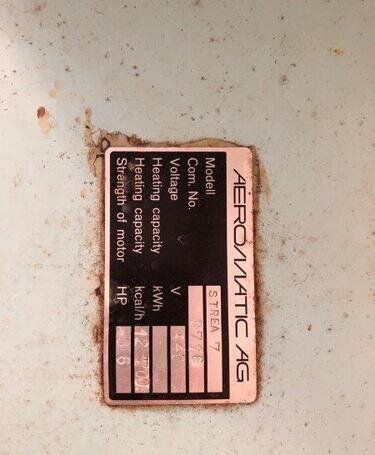 AEROMATIC AG
Modell STREA 7
Com. No.
Voltage V
Heating capacity kWh
Heating capacity kcal/h
Strength of motor HP